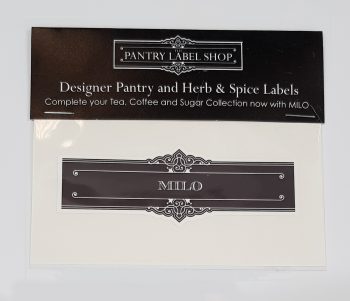 PANTRY LABEL SHOP
Designer Pantry and Herb & Spice Labels
Complete your Tea, Coffee and Sugar Collection now with MILO
MILO